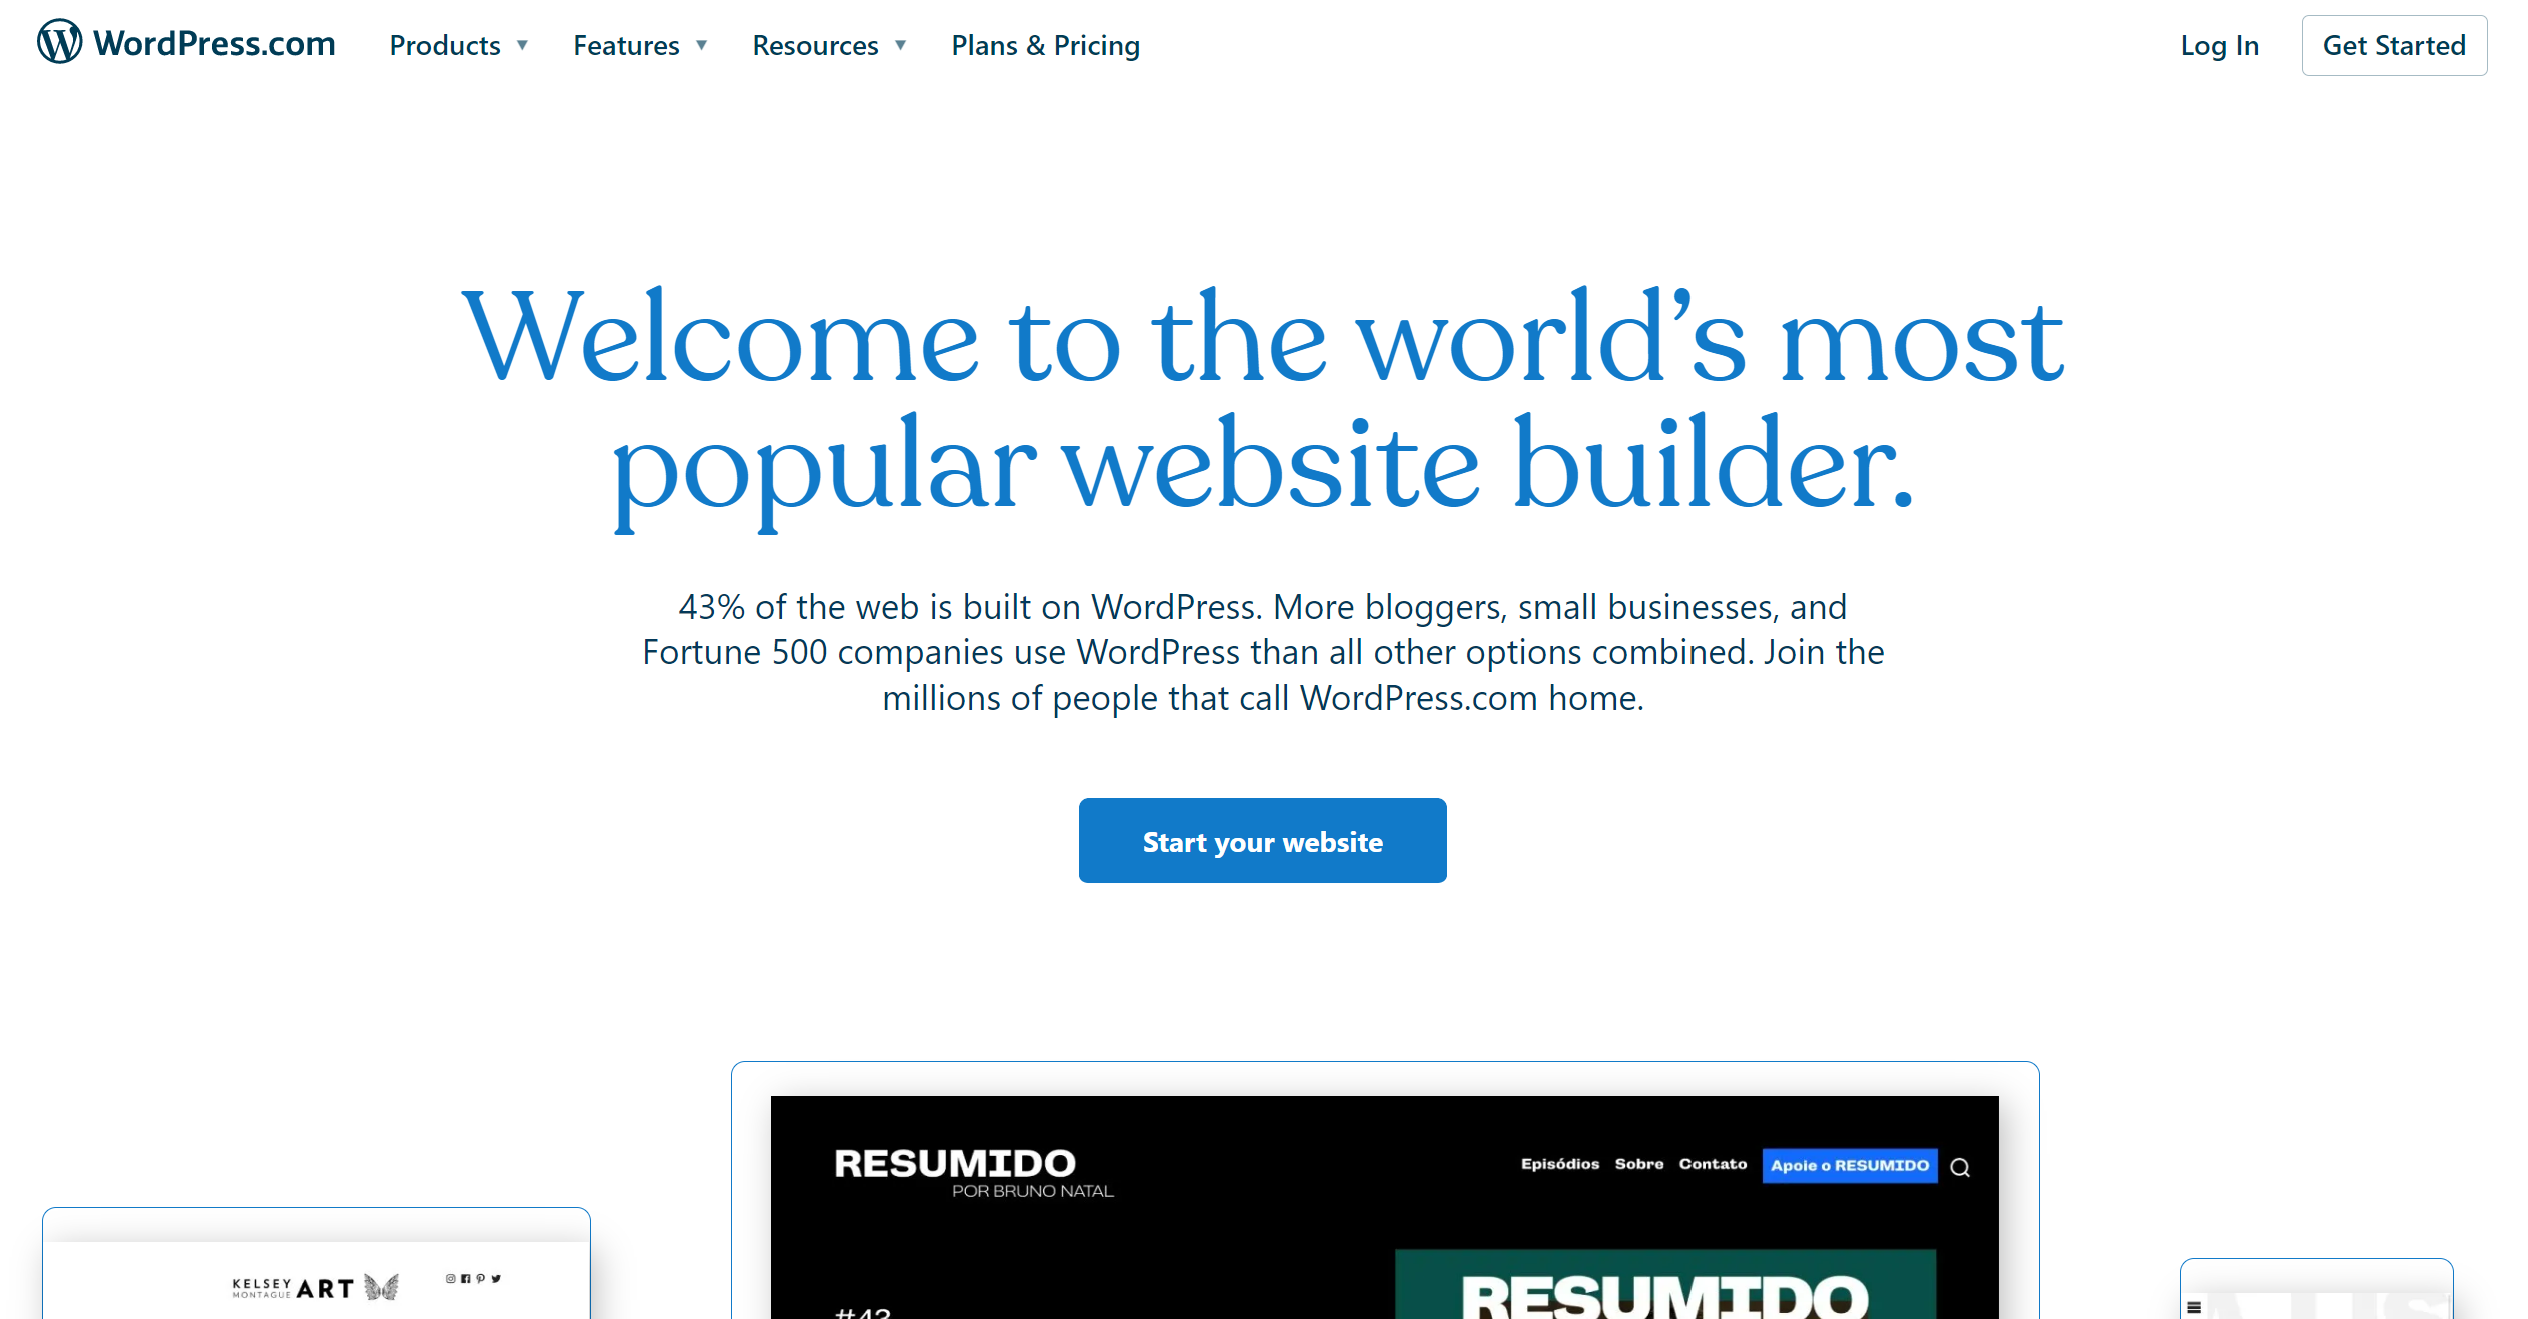 WordPress.com Products Features Resources Plans & Pricing Log In Get Started
Welcome to the world’s most
popular website builder.
43% of the web is built on WordPress. More bloggers, small businesses, and
Fortune 500 companies use WordPress than all other options combined. Join the
millions of people that call WordPress.com home.
Start your website
RESUMIDO
POR BRUNO NATAL
Episódios Sobre Contato Apoie o RESUMIDO
KELSEY
MONTAGUE
ART
RESUMIDO